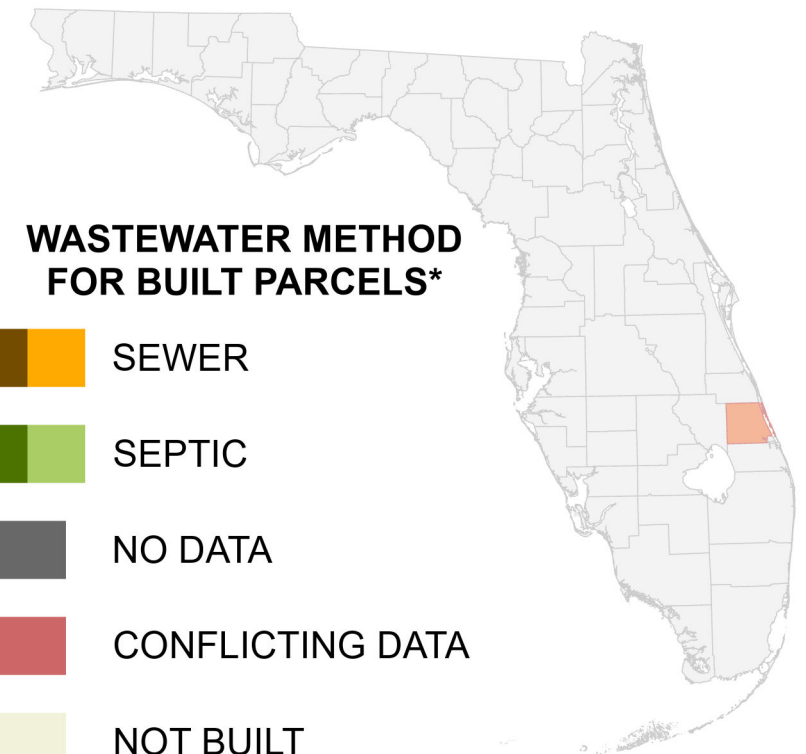 WASTEWATER METHOD
FOR BUILT PARCELS*
SEWER
SEPTIC
NO DATA
CONFLICTING DATA
NOT BUILT